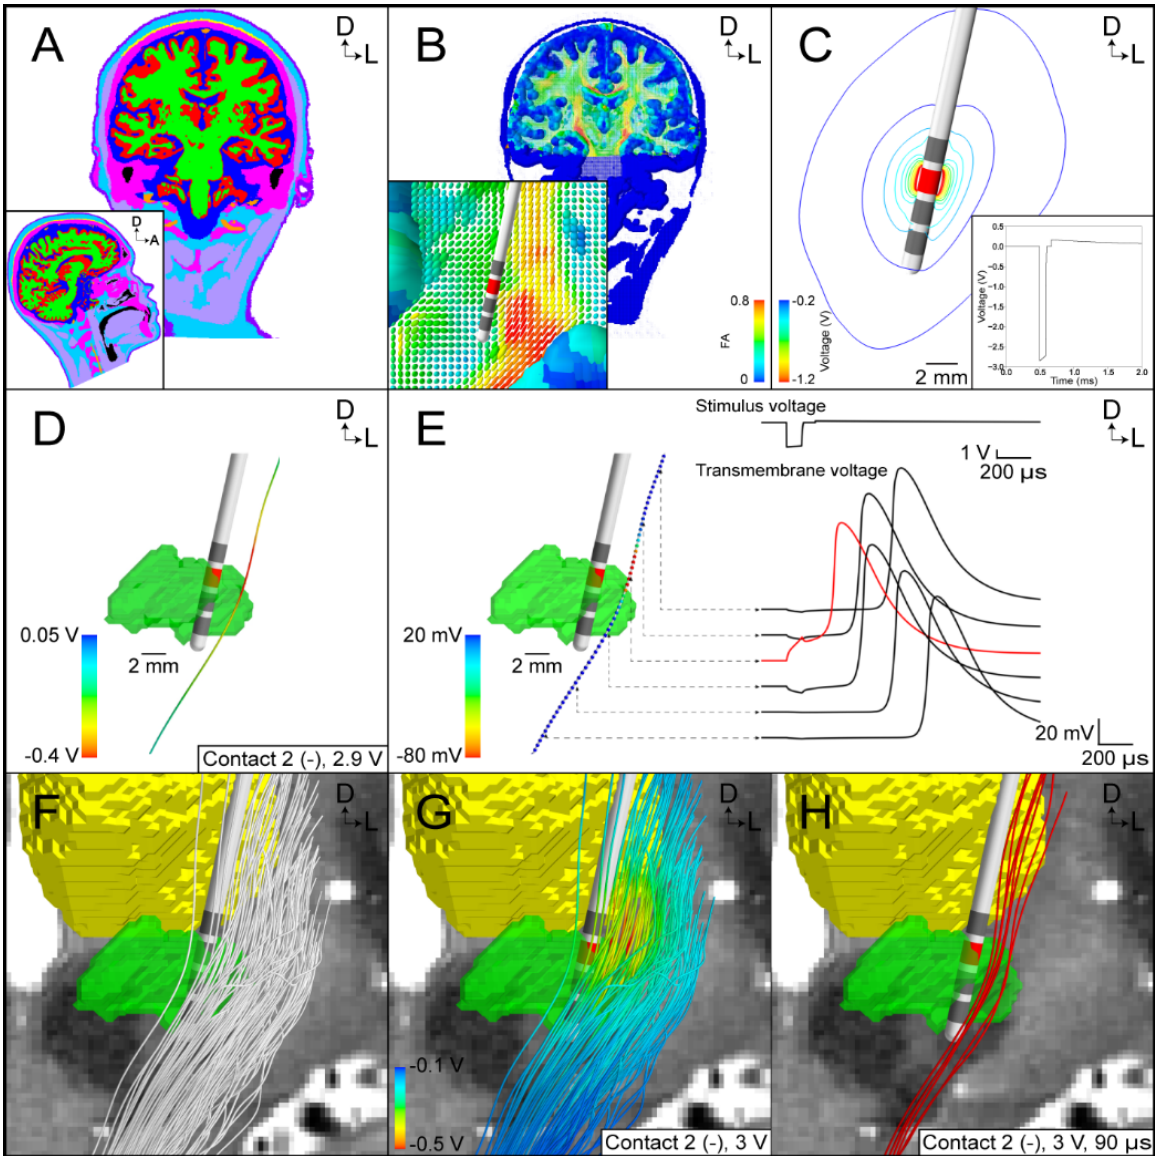 A
D
L
D
A
B
D
L
0.8
FA
0
-0.2
Voltage (V)
-1.2
C
D
L
2 mm
0.5
0.0
-0.5
-1.0
-1.5
-2.0
-2.5
-3.0
Voltage (V)
0.0 0.5 1.0 1.5 2.0
Time (ms)
D
D
L
0.05 V
-0.4 V
2 mm
Contact 2 (-), 2.9 V
E
Stimulus voltage
D
L
1 V
200 µs
Transmembrane voltage
20 mV
-80 mV
2 mm
20 mV
200 µs
F
D
L
G
D
L
-0.1 V
-0.5 V
Contact 2 (-), 3 V
H
D
L
Contact 2 (-), 3 V, 90 µs